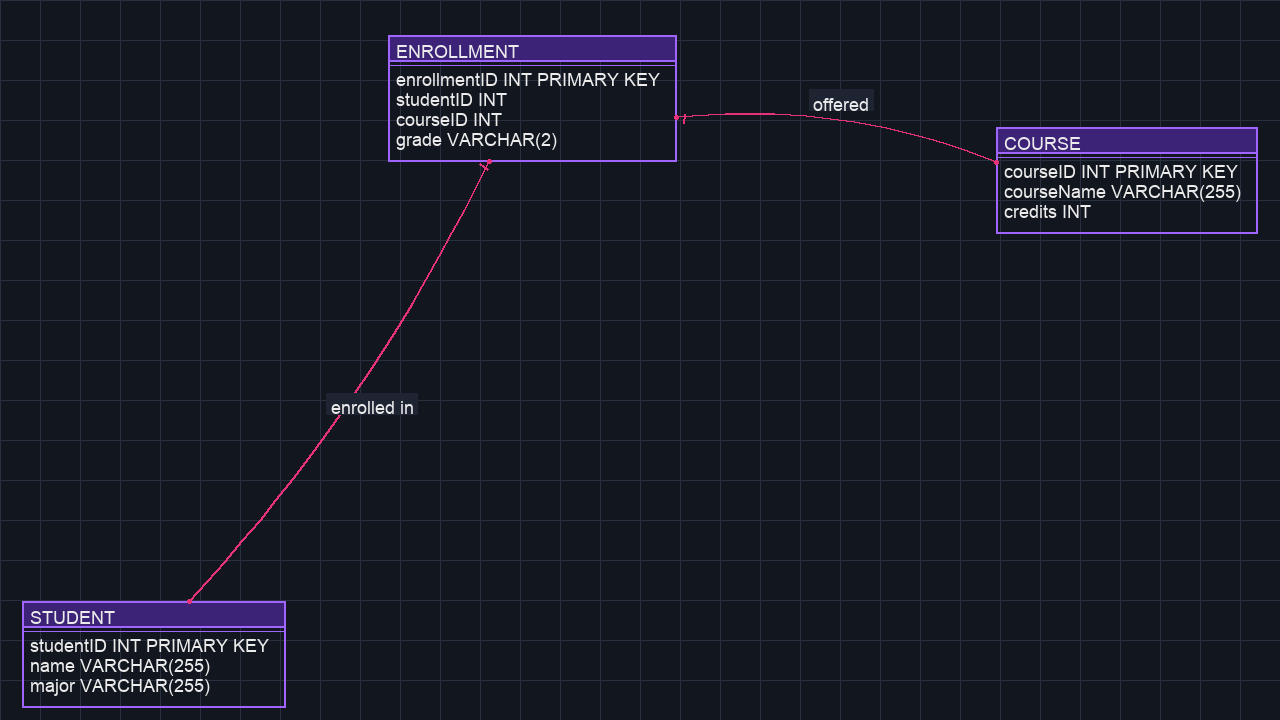 ENROLLMENT
enrollmentID INT PRIMARY KEY
studentID INT
courseID INT
grade VARCHAR(2)
offered
COURSE
courseID INT PRIMARY KEY
courseName VARCHAR(255)
credits INT
enrolled in
STUDENT
studentID INT PRIMARY KEY
name VARCHAR(255)
major VARCHAR(255)